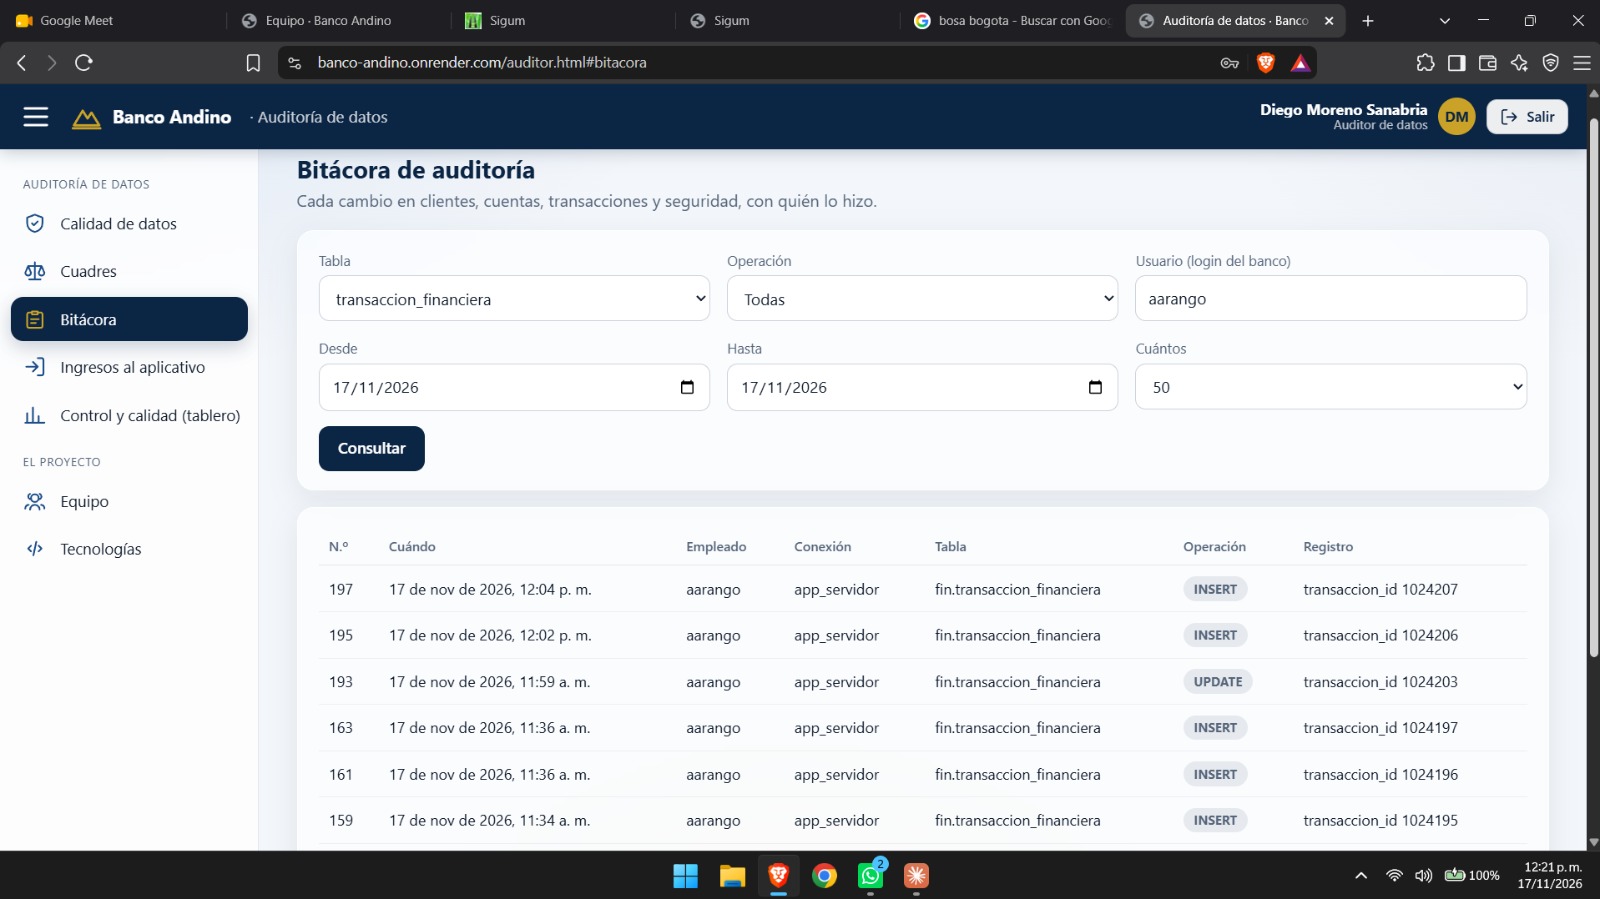 Google Meet
Equipo · Banco Andino
Sigum
Sigum
bosa bogota - Buscar con Goog
Auditoría de datos · Banco
banco-andino.onrender.com/auditor.html#bitacora
Banco Andino · Auditoría de datos
Diego Moreno Sanabria
Auditor de datos
DM
Salir
AUDITORÍA DE DATOS
Calidad de datos
Cuadres
Bitácora
Ingresos al aplicativo
Control y calidad (tablero)
EL PROYECTO
Equipo
Tecnologías
Bitácora de auditoría
Cada cambio en clientes, cuentas, transacciones y seguridad, con quién lo hizo.
Tabla Operación Usuario (login del banco)
transaccion_financiera Todas aarango
Desde Hasta Cuántos
17/11/2026 17/11/2026 50
Consultar
N.º Cuándo Empleado Conexión Tabla Operación Registro
197 17 de nov de 2026, 12:04 p. m. aarango app_servidor fin.transaccion_financiera INSERT transaccion_id 1024207
195 17 de nov de 2026, 12:02 p. m. aarango app_servidor fin.transaccion_financiera INSERT transaccion_id 1024206
193 17 de nov de 2026, 11:59 a. m. aarango app_servidor fin.transaccion_financiera UPDATE transaccion_id 1024203
163 17 de nov de 2026, 11:36 a. m. aarango app_servidor fin.transaccion_financiera INSERT transaccion_id 1024197
161 17 de nov de 2026, 11:36 a. m. aarango app_servidor fin.transaccion_financiera INSERT transaccion_id 1024196
159 17 de nov de 2026, 11:34 a. m. aarango app_servidor fin.transaccion_financiera INSERT transaccion_id 1024195
2
100%
12:21 p. m.
17/11/2026